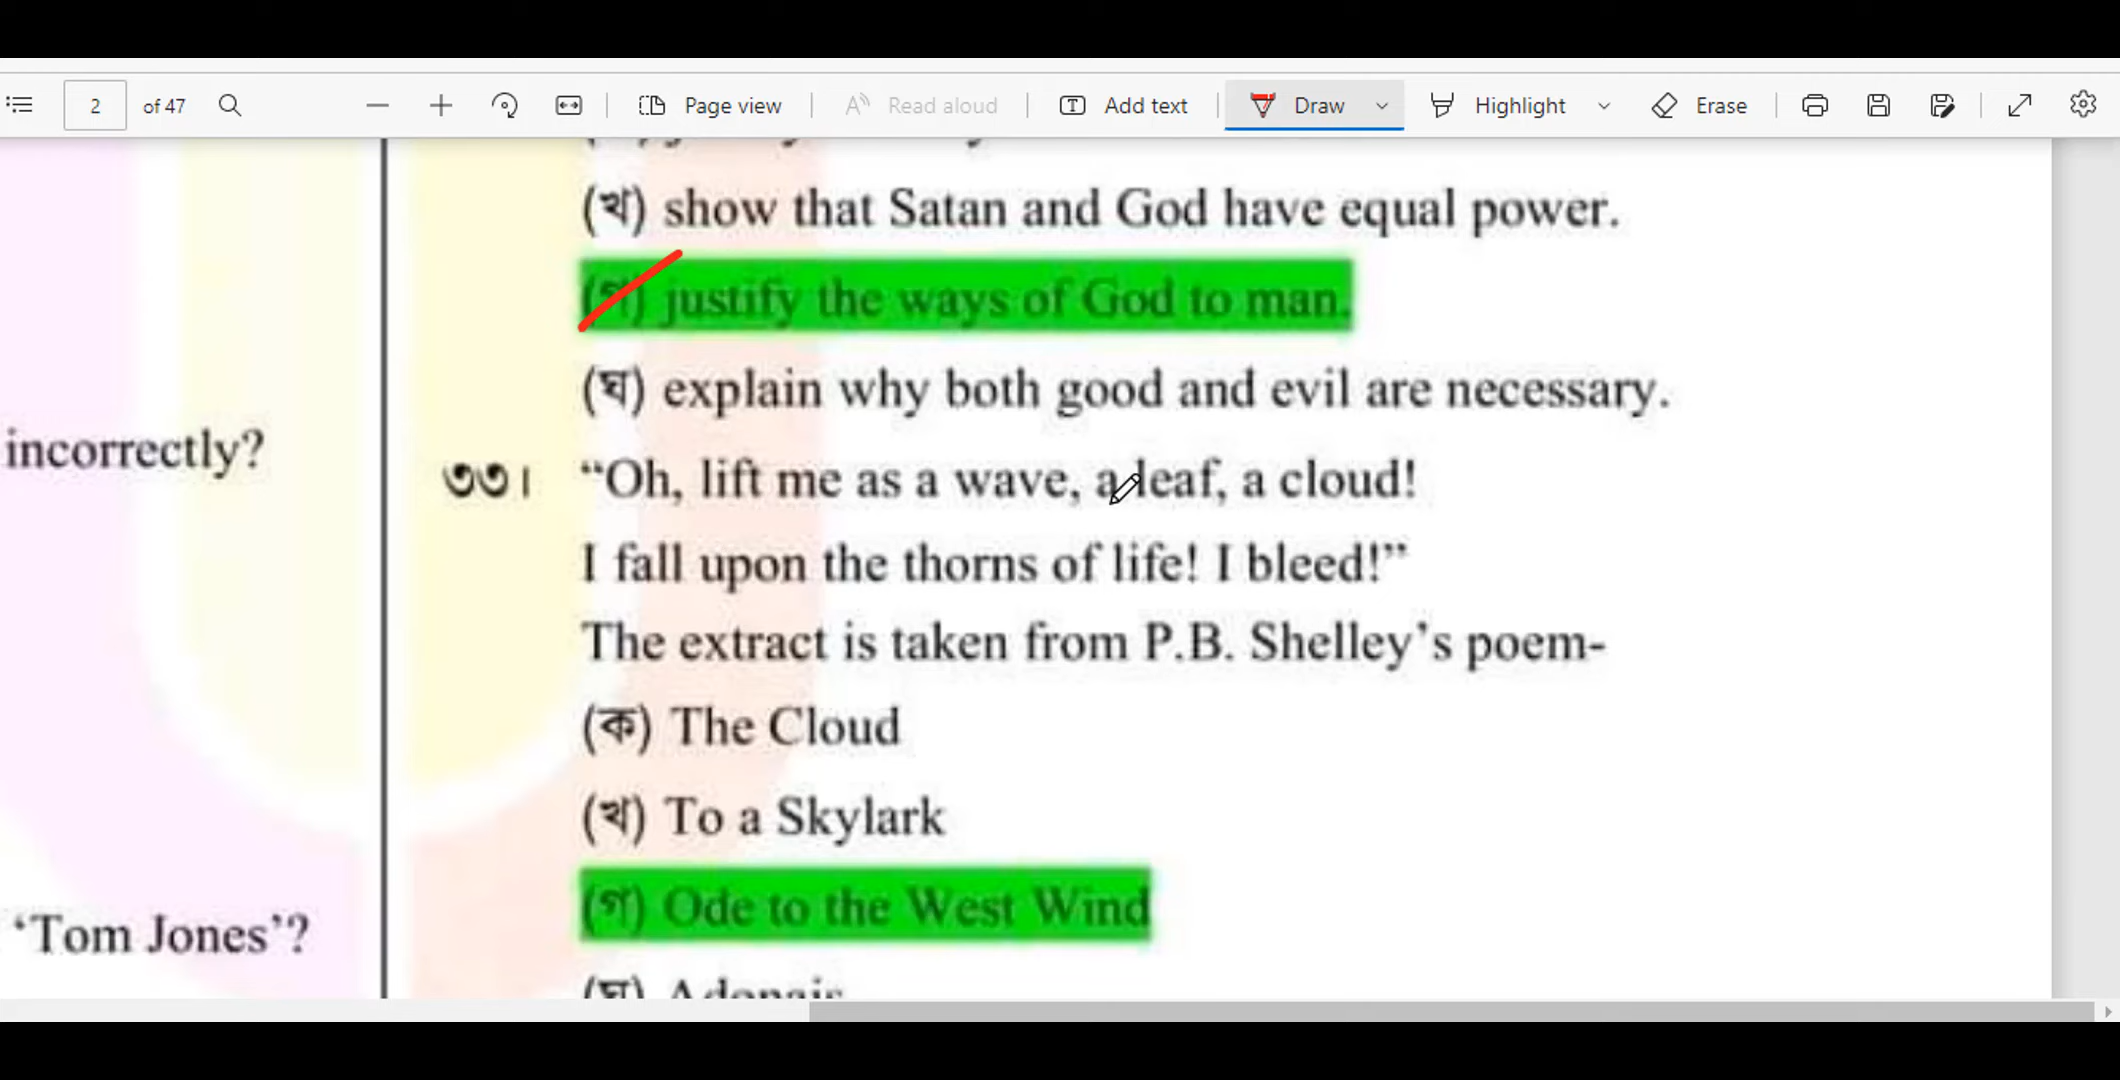 2 of 47 Page view Read aloud Add text Draw Highlight Erase
(খ) show that Satan and God have equal power.
(গ) justify the ways of God to man.
(ঘ) explain why both good and evil are necessary.
incorrectly?
৩৩। “Oh, lift me as a wave, a leaf, a cloud!
I fall upon the thorns of life! I bleed!”
The extract is taken from P.B. Shelley’s poem-
(ক) The Cloud
(খ) To a Skylark
(গ) Ode to the West Wind
‘Tom Jones’?
(ঘ) Adonais